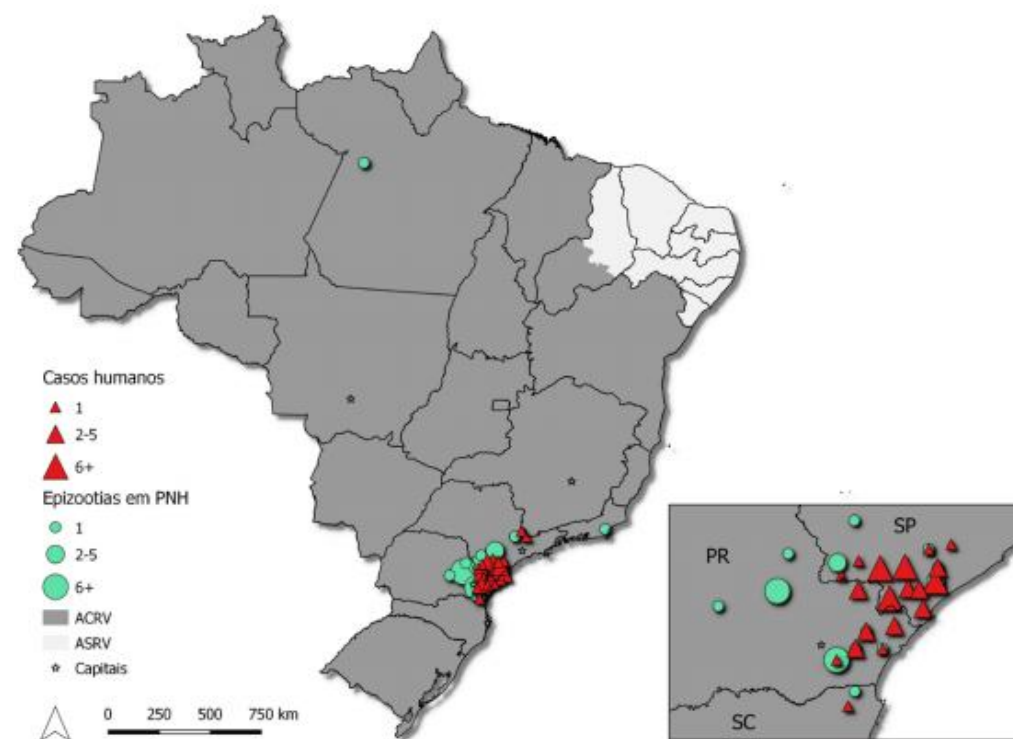 Casos humanos
1
2-5
6+
Epizootias em PNH
1
2-5
6+
ACRV
ASRV
Capitais
0 250 500 750 km
SP
PR
SC